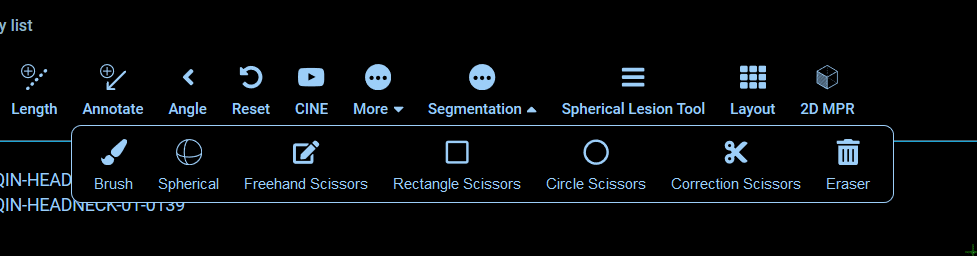 y list
Length Annotate Angle Reset CINE More Segmentation Spherical Lesion Tool Layout 2D MPR
Brush Spherical Freehand Scissors Rectangle Scissors Circle Scissors Correction Scissors Eraser
QIN-HEAD
QIN-HEADNECK-01-0139